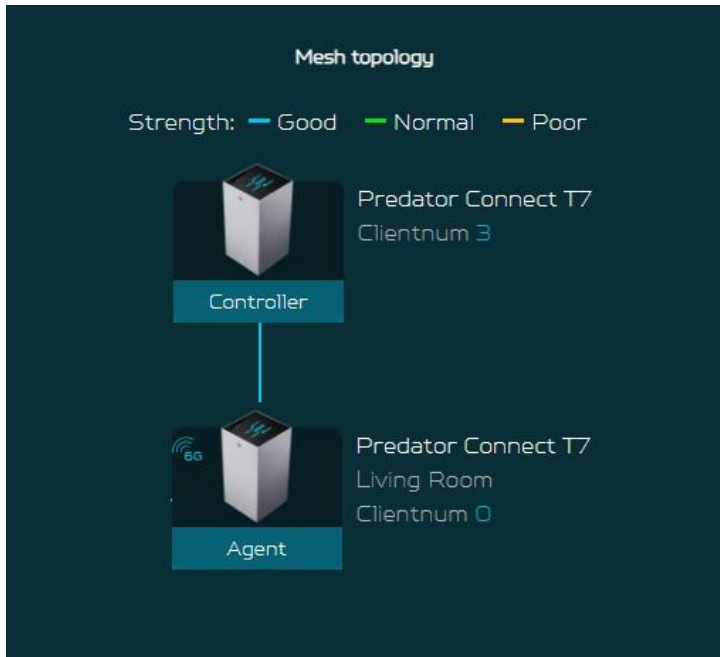 Mesh topology
Strength: Good Normal Poor
Predator Connect T7
Clientnum 3
Controller
6G
Predator Connect T7
Living Room
Clientnum 0
Agent